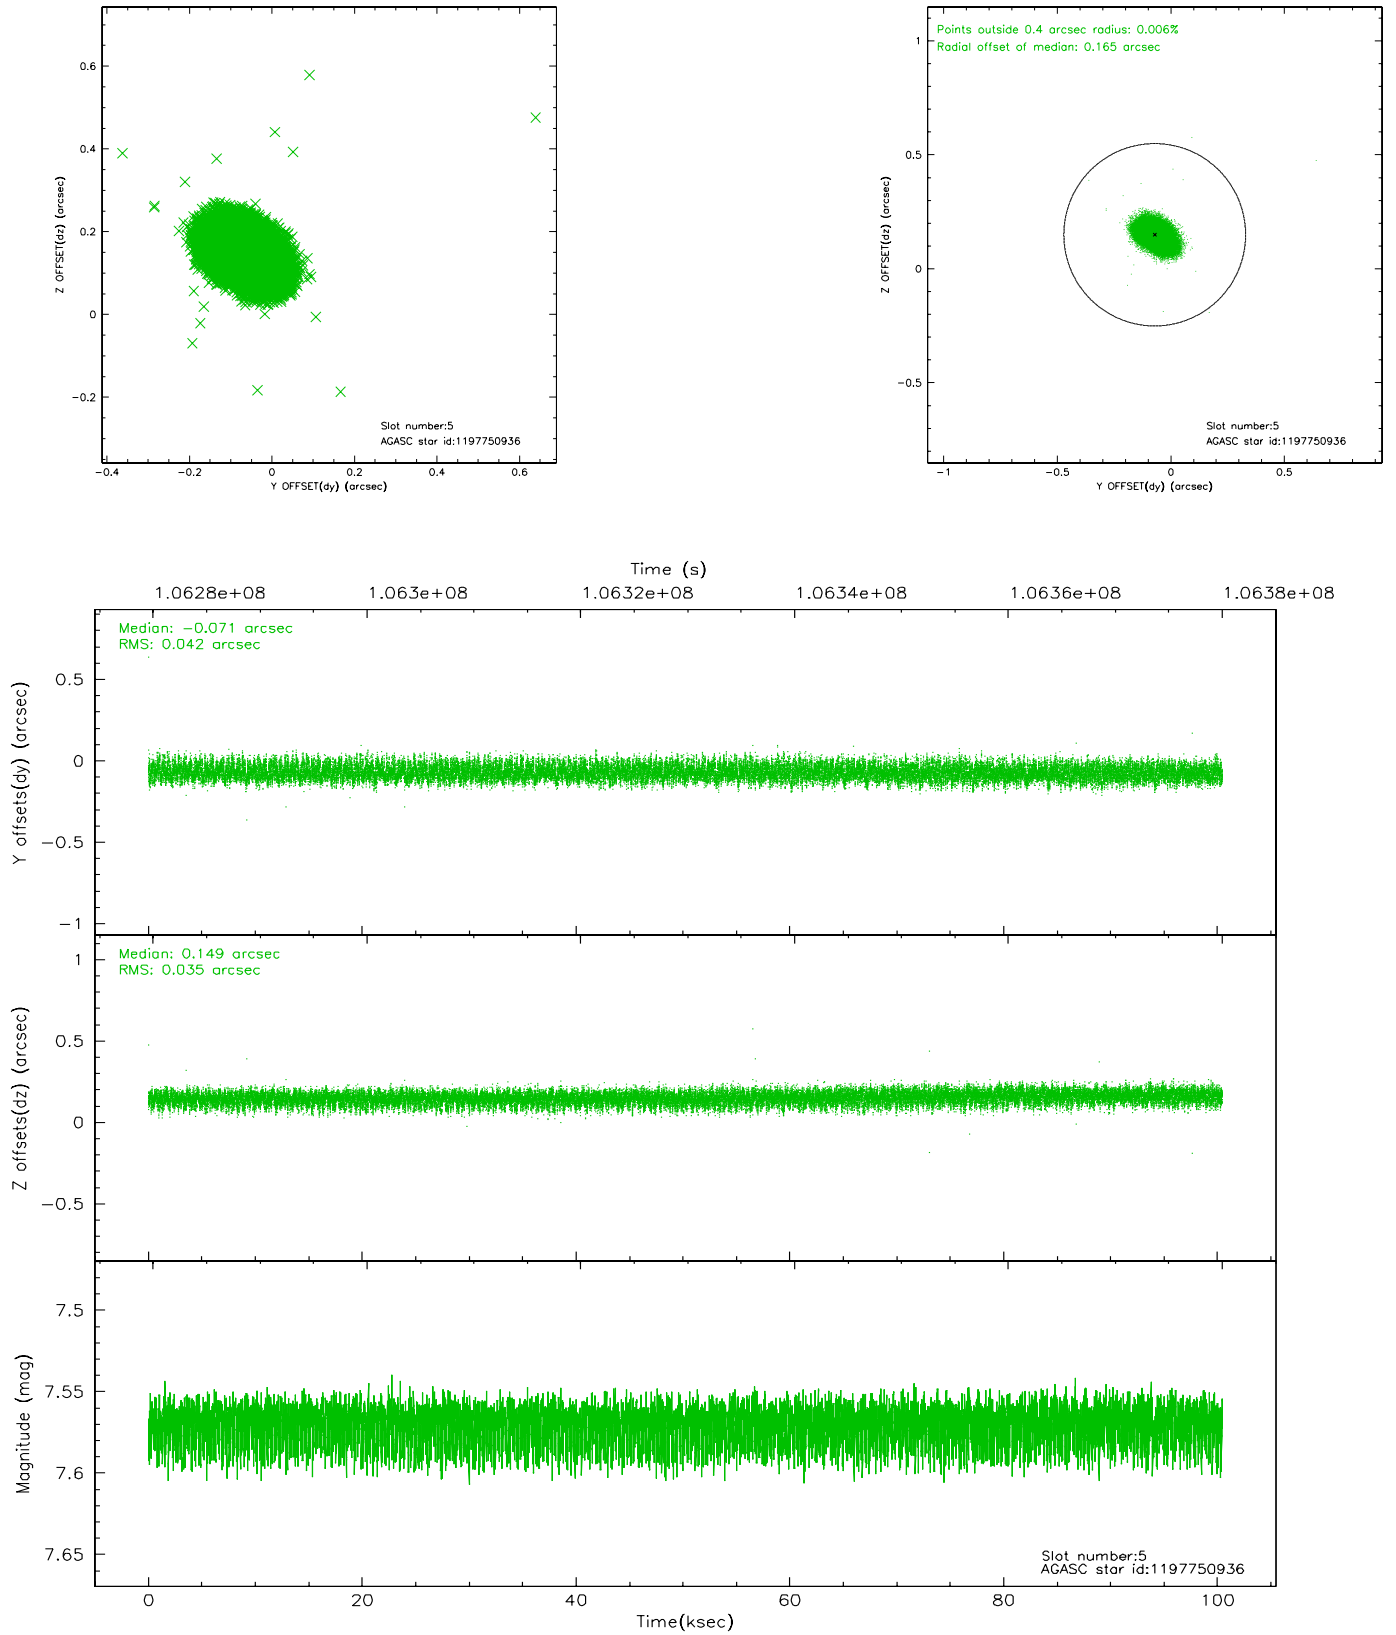 0.6
0.4
0.2
0
−0.2
Z OFFSET(dz) (arcsec)
Slot number:5
AGASC star id:1197750936
−0.4 −0.2 0 0.2 0.4 0.6
Y OFFSET(dy) (arcsec)
Points outside 0.4 arcsec radius: 0.006%
Radial offset of median: 0.165 arcsec
1
0.5
0
−0.5
Z OFFSET(dz) (arcsec)
Slot number:5
AGASC star id:1197750936
−1 −0.5 0 0.5
Y OFFSET(dy) (arcsec)
Time (s)
1.0628e+08 1.063e+08 1.0632e+08 1.0634e+08 1.0636e+08 1.0638e+08
Median: −0.071 arcsec
RMS: 0.042 arcsec
0.5
0
−0.5
−1
Y offsets(dy) (arcsec)
Median: 0.149 arcsec
RMS: 0.035 arcsec
1
0.5
0
−0.5
Z offsets(dz) (arcsec)
7.5
7.55
7.6
7.65
Magnitude (mag)
Slot number:5
AGASC star id:1197750936
0 20 40 60 80 100
Time(ksec)